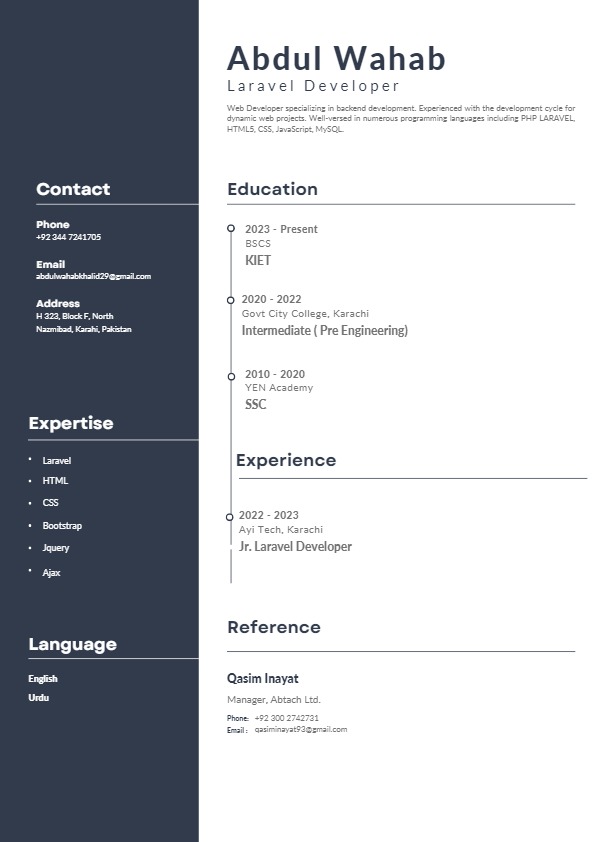 Abdul Wahab
Laravel Developer
Web Developer specializing in backend development. Experienced with the development cycle for
dynamic web projects. Well-versed in numerous programming languages including PHP LARAVEL,
HTML5, CSS, JavaScript, MySQL.
Contact
Phone
+92 344 7241705
Email
abdulwahabkhalid29@gmail.com
Address
H 323, Block F, North
Nazmibad, Karahi, Pakistan
Expertise
• Laravel
• HTML
• CSS
• Bootstrap
• Jquery
• Ajax
Language
English
Urdu
Education
2023 - Present
BSCS
KIET
2020 - 2022
Govt City College, Karachi
Intermediate ( Pre Engineering)
2010 - 2020
YEN Academy
SSC
Experience
2022 - 2023
Ayi Tech, Karachi
Jr. Laravel Developer
Reference
Qasim Inayat
Manager, Abtach Ltd.
Phone: +92 300 2742731
Email : qasiminayat93@gmail.com